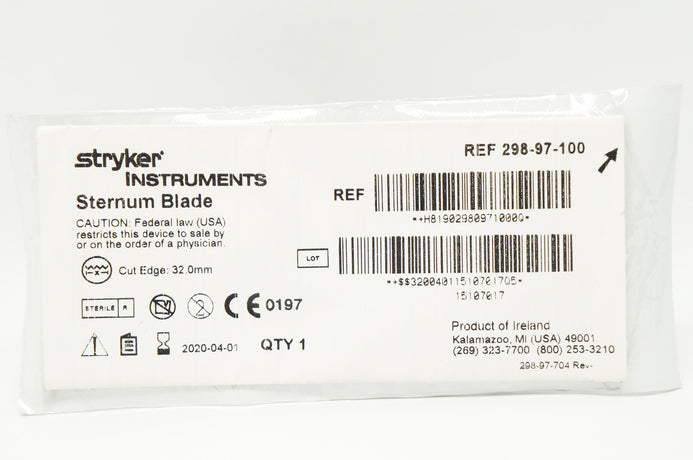 stryker
INSTRUMENTS
Sternum Blade
CAUTION: Federal law (USA)
restricts this device to sale by
or on the order of a physician.
Cut Edge: 32.0mm
STERILE R
2
0197
2020-04-01
QTY 1
REF 298-97-100
REF
*+H819029809710000*
LOT
*+$$3200401151070170S*
15107017
Product of Ireland
Kalamazoo, MI (USA) 49001
(269) 323-7700 (800) 253-3210
298-97-704 Rev-